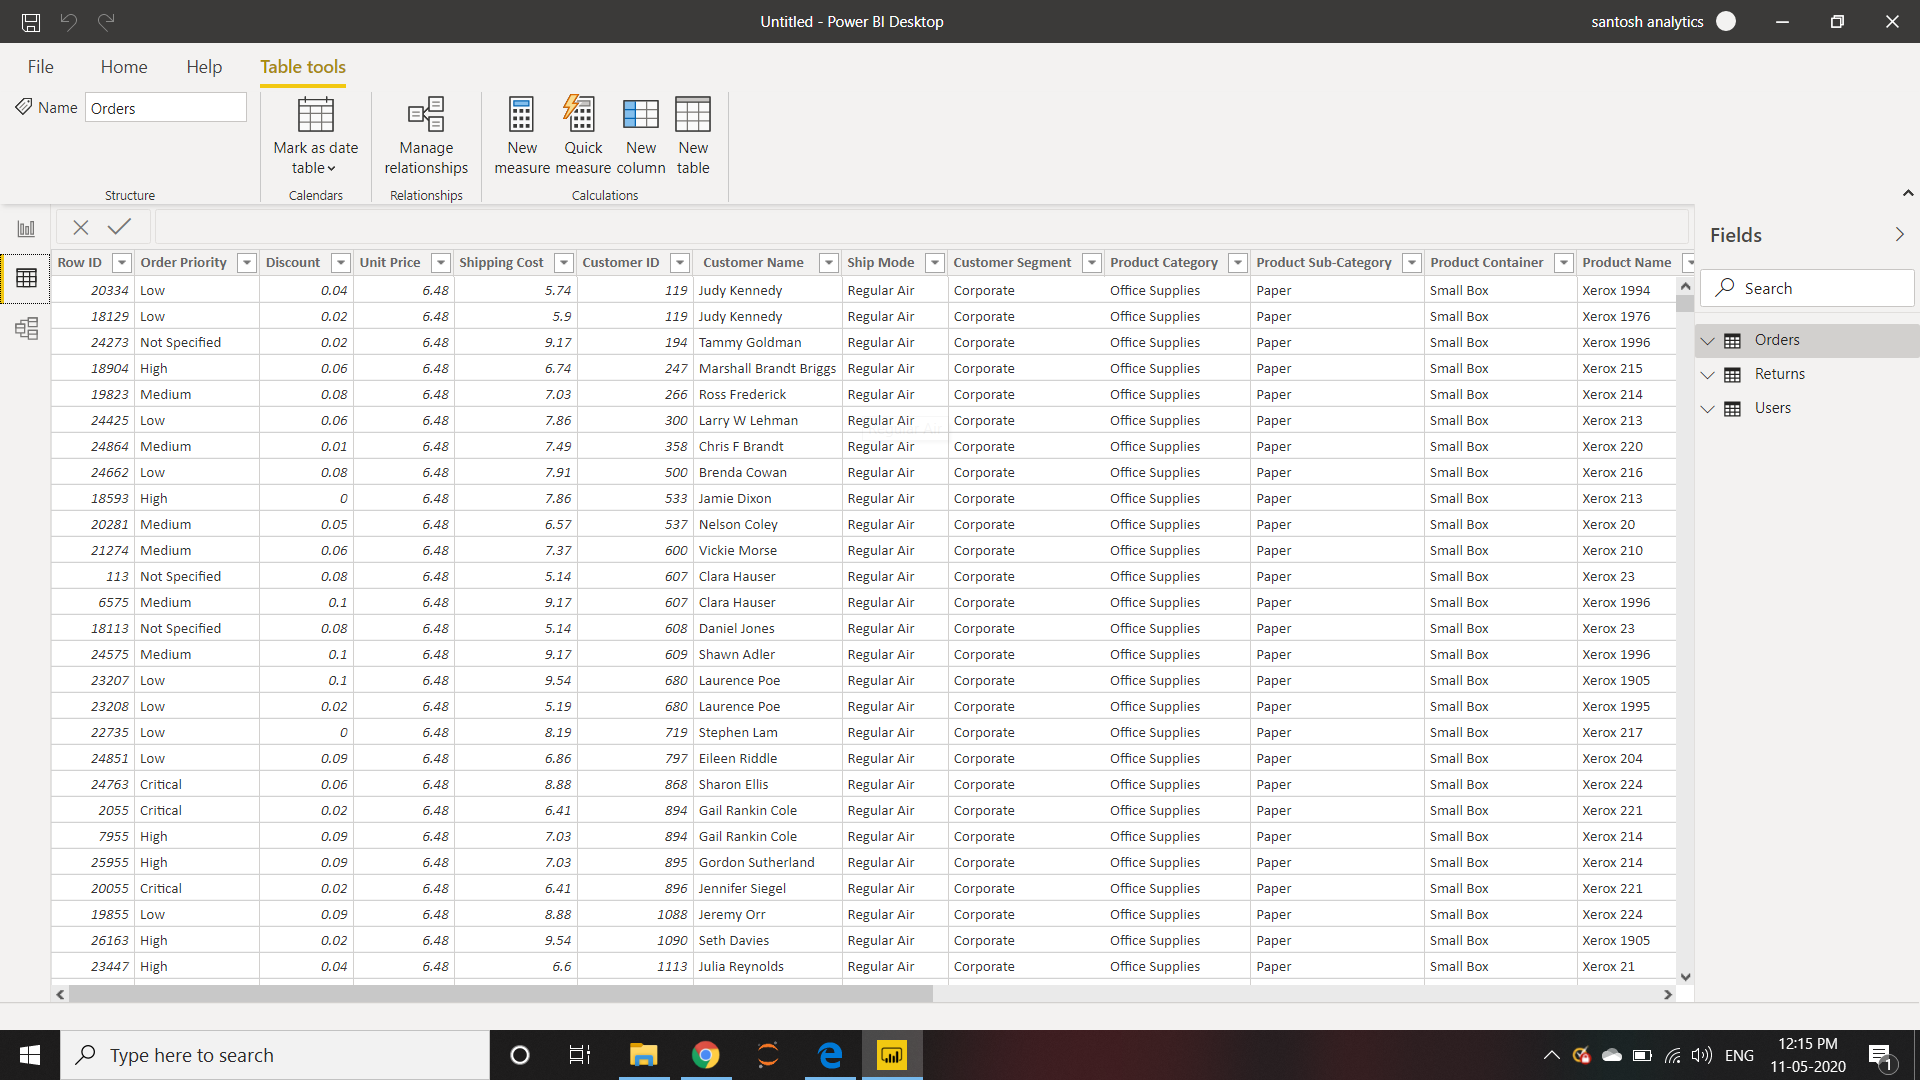 Untitled - Power BI Desktop
santosh analytics
File Home Help Table tools
Name Orders
Mark as date table
Manage relationships
New measure
Quick measure
New column
New table
Structure Calendars Relationships Calculations
Fields
Search
Orders
Returns
Users
Row ID Order Priority Discount Unit Price Shipping Cost Customer ID Customer Name Ship Mode Customer Segment Product Category Product Sub-Category Product Container Product Name
20334 Low 0.04 6.48 5.74 119 Judy Kennedy Regular Air Corporate Office Supplies Paper Small Box Xerox 1994
18129 Low 0.02 6.48 5.9 119 Judy Kennedy Regular Air Corporate Office Supplies Paper Small Box Xerox 1976
24273 Not Specified 0.02 6.48 9.17 194 Tammy Goldman Regular Air Corporate Office Supplies Paper Small Box Xerox 1996
18904 High 0.06 6.48 6.74 247 Marshall Brandt Briggs Regular Air Corporate Office Supplies Paper Small Box Xerox 215
19823 Medium 0.08 6.48 7.03 266 Ross Frederick Regular Air Corporate Office Supplies Paper Small Box Xerox 214
24425 Low 0.06 6.48 7.86 300 Larry W Lehman Regular Air Corporate Office Supplies Paper Small Box Xerox 213
24864 Medium 0.01 6.48 7.49 358 Chris F Brandt Regular Air Corporate Office Supplies Paper Small Box Xerox 220
24662 Low 0.08 6.48 7.91 500 Brenda Cowan Regular Air Corporate Office Supplies Paper Small Box Xerox 216
18593 High 0 6.48 7.86 533 Jamie Dixon Regular Air Corporate Office Supplies Paper Small Box Xerox 213
20281 Medium 0.05 6.48 6.57 537 Nelson Coley Regular Air Corporate Office Supplies Paper Small Box Xerox 20
21274 Medium 0.06 6.48 7.37 600 Vickie Morse Regular Air Corporate Office Supplies Paper Small Box Xerox 210
113 Not Specified 0.08 6.48 5.14 607 Clara Hauser Regular Air Corporate Office Supplies Paper Small Box Xerox 23
6575 Medium 0.1 6.48 9.17 607 Clara Hauser Regular Air Corporate Office Supplies Paper Small Box Xerox 1996
18113 Not Specified 0.08 6.48 5.14 608 Daniel Jones Regular Air Corporate Office Supplies Paper Small Box Xerox 23
24575 Medium 0.1 6.48 9.17 609 Shawn Adler Regular Air Corporate Office Supplies Paper Small Box Xerox 1996
23207 Low 0.1 6.48 9.54 680 Laurence Poe Regular Air Corporate Office Supplies Paper Small Box Xerox 1905
23208 Low 0.02 6.48 5.19 680 Laurence Poe Regular Air Corporate Office Supplies Paper Small Box Xerox 1995
22735 Low 0 6.48 8.19 719 Stephen Lam Regular Air Corporate Office Supplies Paper Small Box Xerox 217
24851 Low 0.09 6.48 6.86 797 Eileen Riddle Regular Air Corporate Office Supplies Paper Small Box Xerox 204
24763 Critical 0.06 6.48 8.88 868 Sharon Ellis Regular Air Corporate Office Supplies Paper Small Box Xerox 224
2055 Critical 0.02 6.48 6.41 894 Gail Rankin Cole Regular Air Corporate Office Supplies Paper Small Box Xerox 221
7955 High 0.09 6.48 7.03 894 Gail Rankin Cole Regular Air Corporate Office Supplies Paper Small Box Xerox 214
25955 High 0.09 6.48 7.03 895 Gordon Sutherland Regular Air Corporate Office Supplies Paper Small Box Xerox 214
20055 Critical 0.02 6.48 6.41 896 Jennifer Siegel Regular Air Corporate Office Supplies Paper Small Box Xerox 221
19855 Low 0.09 6.48 8.88 1088 Jeremy Orr Regular Air Corporate Office Supplies Paper Small Box Xerox 224
26163 High 0.02 6.48 9.54 1090 Seth Davies Regular Air Corporate Office Supplies Paper Small Box Xerox 1905
23447 High 0.04 6.48 6.6 1113 Julia Reynolds Regular Air Corporate Office Supplies Paper Small Box Xerox 21
Type here to search
ENG
12:15 PM
11-05-2020
1